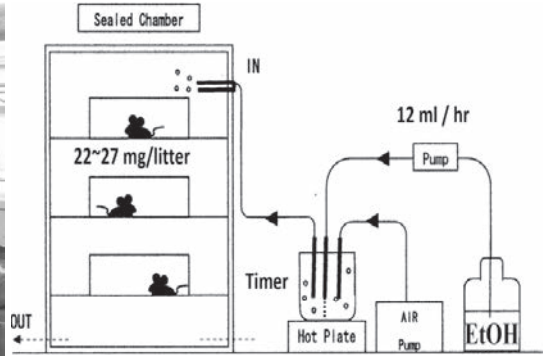 Sealed Chamber
IN
12 ml / hr
22~27 mg/litter
Pump
Timer
OUT
Hot Plate
AIR
Pump
EtOH